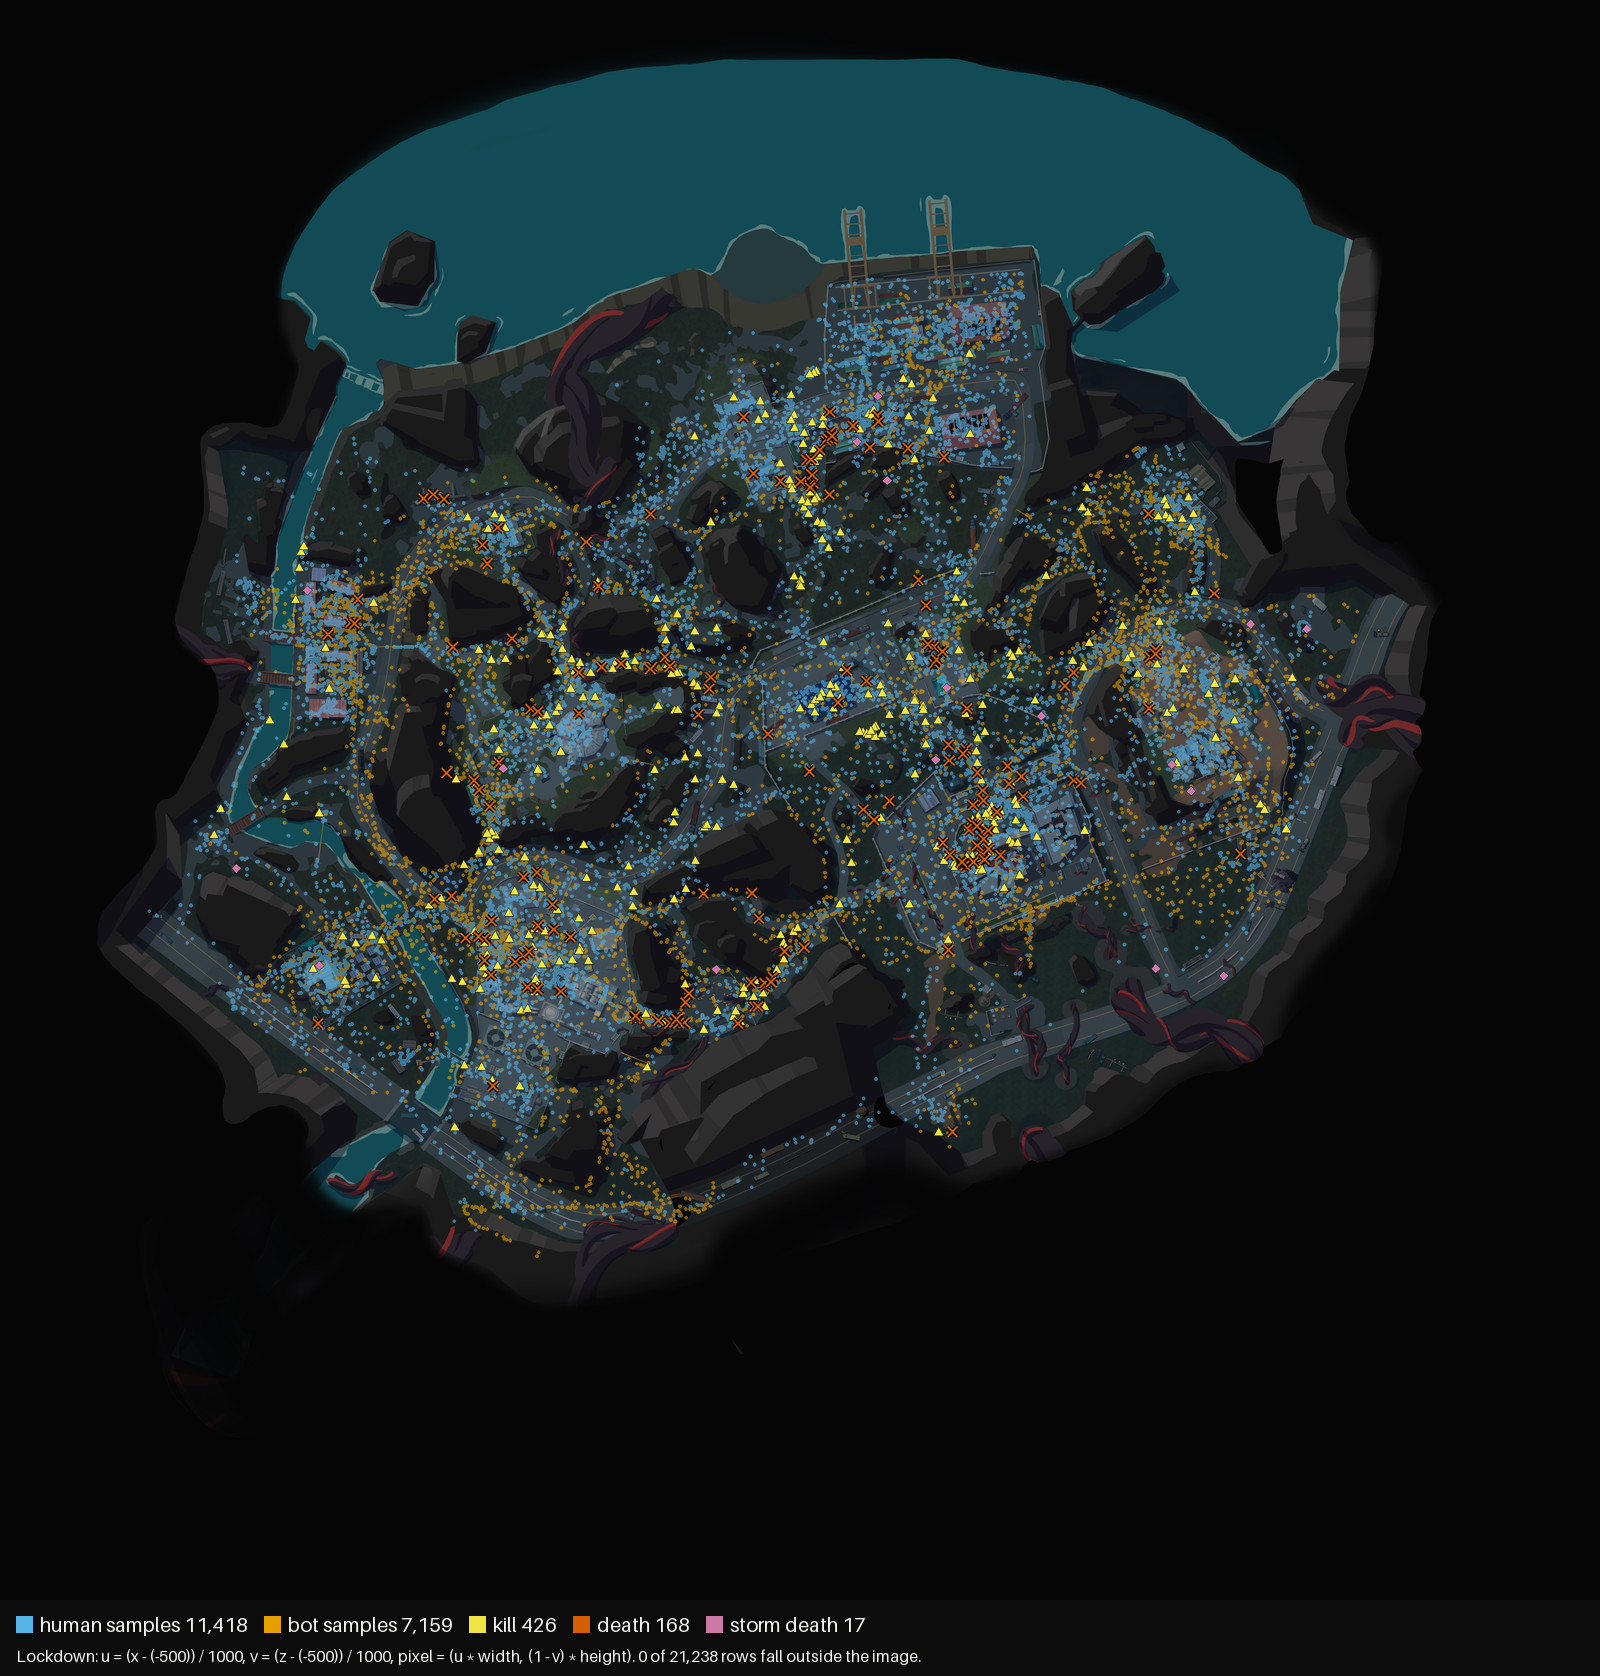 human samples 11,418 bot samples 7,159 kill 426 death 168 storm death 17
Lockdown: u = (x - (-500)) / 1000, v = (z - (-500)) / 1000, pixel = (u * width, (1 - v) * height). 0 of 21,238 rows fall outside the image.